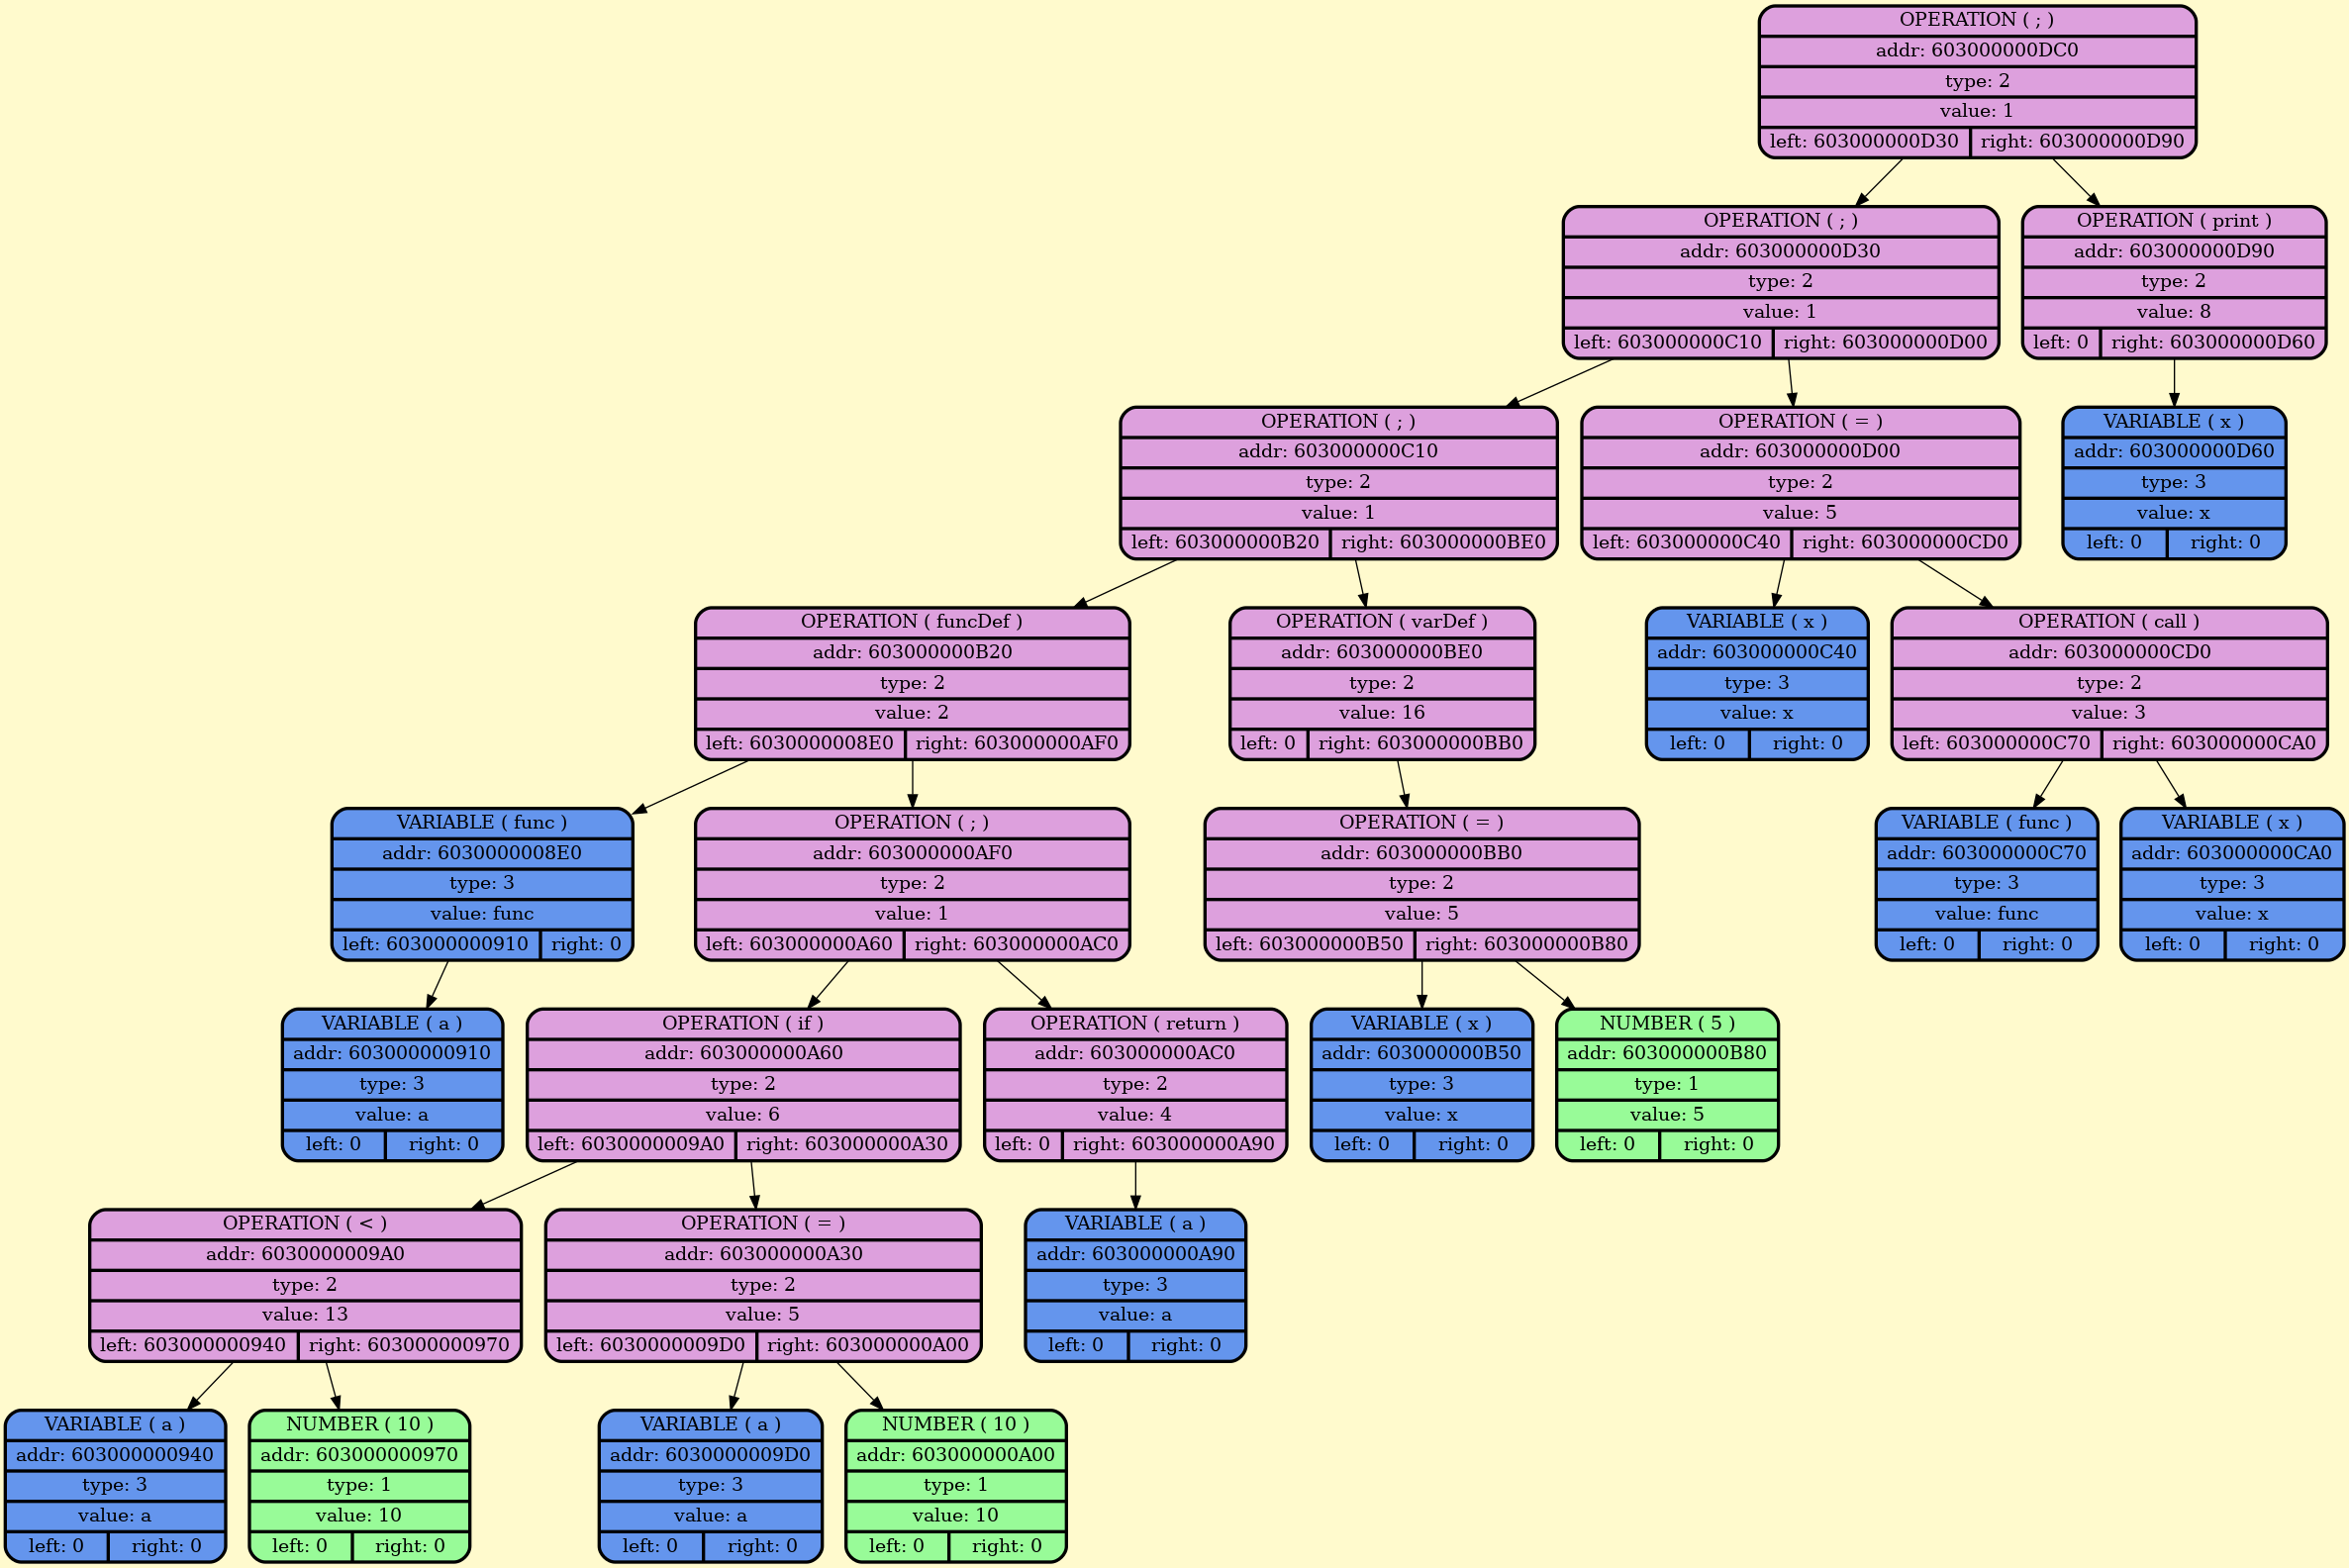 OPERATION ( ; )
addr: 603000000DC0
type: 2
value: 1
left: 603000000D30 right: 603000000D90
OPERATION ( ; )
addr: 603000000D30
type: 2
value: 1
left: 603000000C10 right: 603000000D00
OPERATION ( print )
addr: 603000000D90
type: 2
value: 8
left: 0 right: 603000000D60
OPERATION ( ; )
addr: 603000000C10
type: 2
value: 1
left: 603000000B20 right: 603000000BE0
OPERATION ( = )
addr: 603000000D00
type: 2
value: 5
left: 603000000C40 right: 603000000CD0
VARIABLE ( x )
addr: 603000000D60
type: 3
value: x
left: 0 right: 0
OPERATION ( funcDef )
addr: 603000000B20
type: 2
value: 2
left: 6030000008E0 right: 603000000AF0
OPERATION ( varDef )
addr: 603000000BE0
type: 2
value: 16
left: 0 right: 603000000BB0
VARIABLE ( x )
addr: 603000000C40
type: 3
value: x
left: 0 right: 0
OPERATION ( call )
addr: 603000000CD0
type: 2
value: 3
left: 603000000C70 right: 603000000CA0
VARIABLE ( func )
addr: 6030000008E0
type: 3
value: func
left: 603000000910 right: 0
OPERATION ( ; )
addr: 603000000AF0
type: 2
value: 1
left: 603000000A60 right: 603000000AC0
OPERATION ( = )
addr: 603000000BB0
type: 2
value: 5
left: 603000000B50 right: 603000000B80
VARIABLE ( func )
addr: 603000000C70
type: 3
value: func
left: 0 right: 0
VARIABLE ( x )
addr: 603000000CA0
type: 3
value: x
left: 0 right: 0
VARIABLE ( a )
addr: 603000000910
type: 3
value: a
left: 0 right: 0
OPERATION ( if )
addr: 603000000A60
type: 2
value: 6
left: 6030000009A0 right: 603000000A30
OPERATION ( return )
addr: 603000000AC0
type: 2
value: 4
left: 0 right: 603000000A90
VARIABLE ( x )
addr: 603000000B50
type: 3
value: x
left: 0 right: 0
NUMBER ( 5 )
addr: 603000000B80
type: 1
value: 5
left: 0 right: 0
OPERATION ( < )
addr: 6030000009A0
type: 2
value: 13
left: 603000000940 right: 603000000970
OPERATION ( = )
addr: 603000000A30
type: 2
value: 5
left: 6030000009D0 right: 603000000A00
VARIABLE ( a )
addr: 603000000A90
type: 3
value: a
left: 0 right: 0
VARIABLE ( a )
addr: 603000000940
type: 3
value: a
left: 0 right: 0
NUMBER ( 10 )
addr: 603000000970
type: 1
value: 10
left: 0 right: 0
VARIABLE ( a )
addr: 6030000009D0
type: 3
value: a
left: 0 right: 0
NUMBER ( 10 )
addr: 603000000A00
type: 1
value: 10
left: 0 right: 0